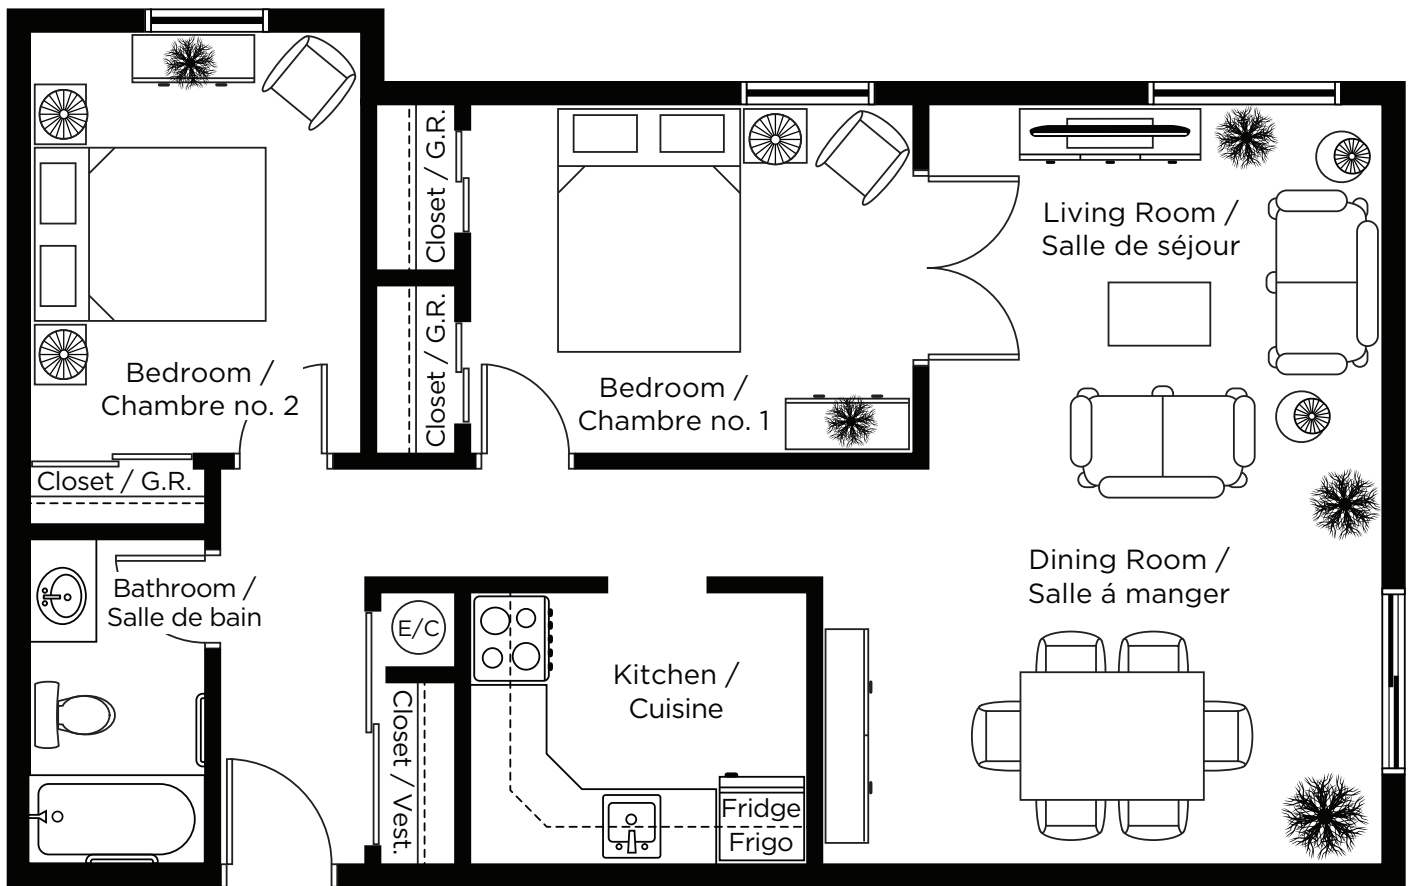 Closet / G.R.
Living Room /
Salle de séjour
Closet / G.R.
Bedroom /
Chambre no. 2
Bedroom /
Chambre no. 1
Closet / G.R.
Dining Room /
Salle á manger
Bathroom /
Salle de bain
E/C
Kitchen /
Cuisine
Closet / Vest.
Fridge
Frigo